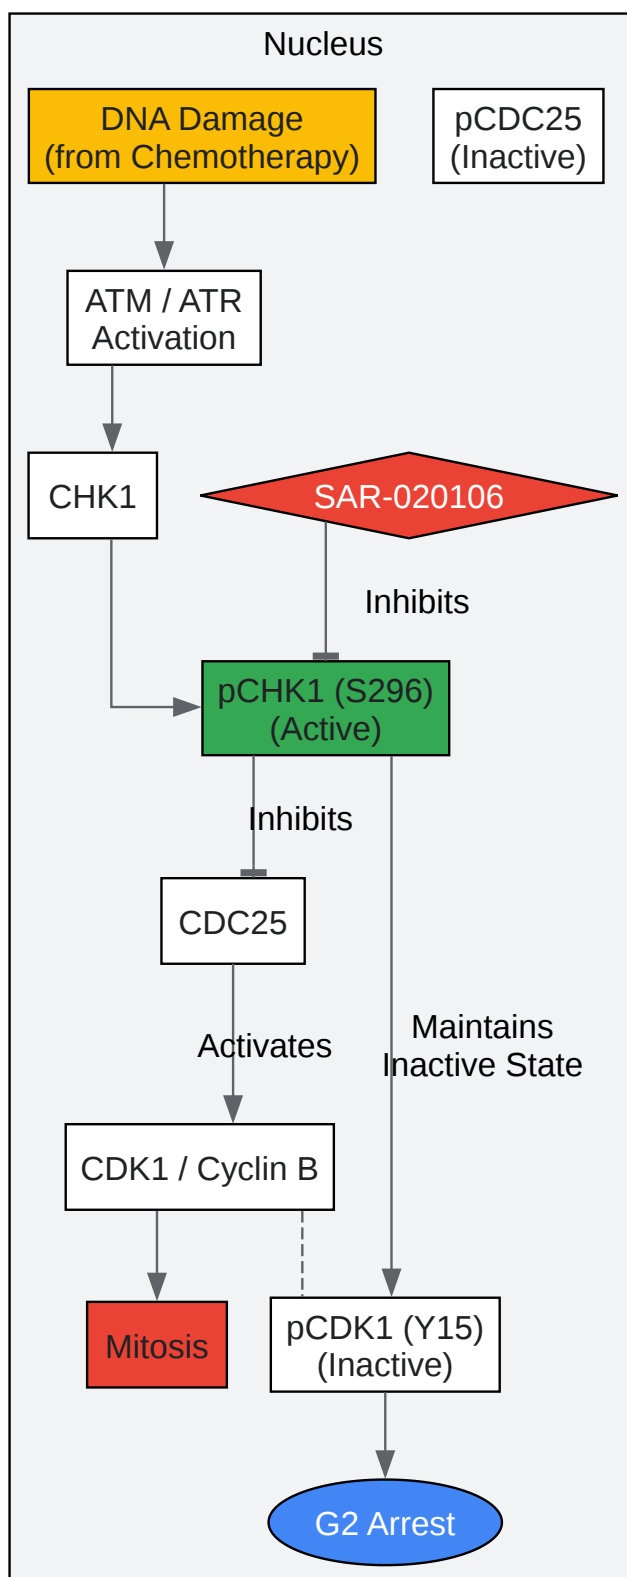 Nucleus
DNA Damage
(from Chemotherapy)
pCDC25
(Inactive)
ATM / ATR
Activation
CHK1
SAR-020106
Inhibits
pCHK1 (S296)
(Active)
Inhibits
CDC25
Maintains
Inactive State
Activates
CDK1 / Cyclin B
Mitosis
pCDK1 (Y15)
(Inactive)
G2 Arrest